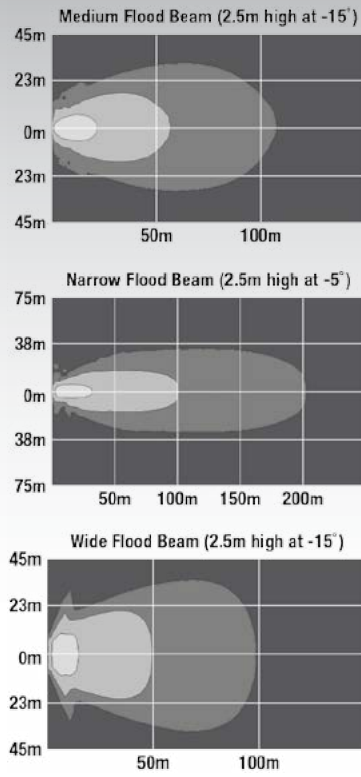 Medium Flood Beam (2.5m high at -15˚)
45m
23m
0m
23m
45m
50m 100m
Narrow Flood Beam (2.5m high at -5˚)
75m
38m
0m
38m
75m
50m 100m 150m 200m
Wide Flood Beam (2.5m high at -15˚)
45m
23m
0m
23m
45m
50m 100m